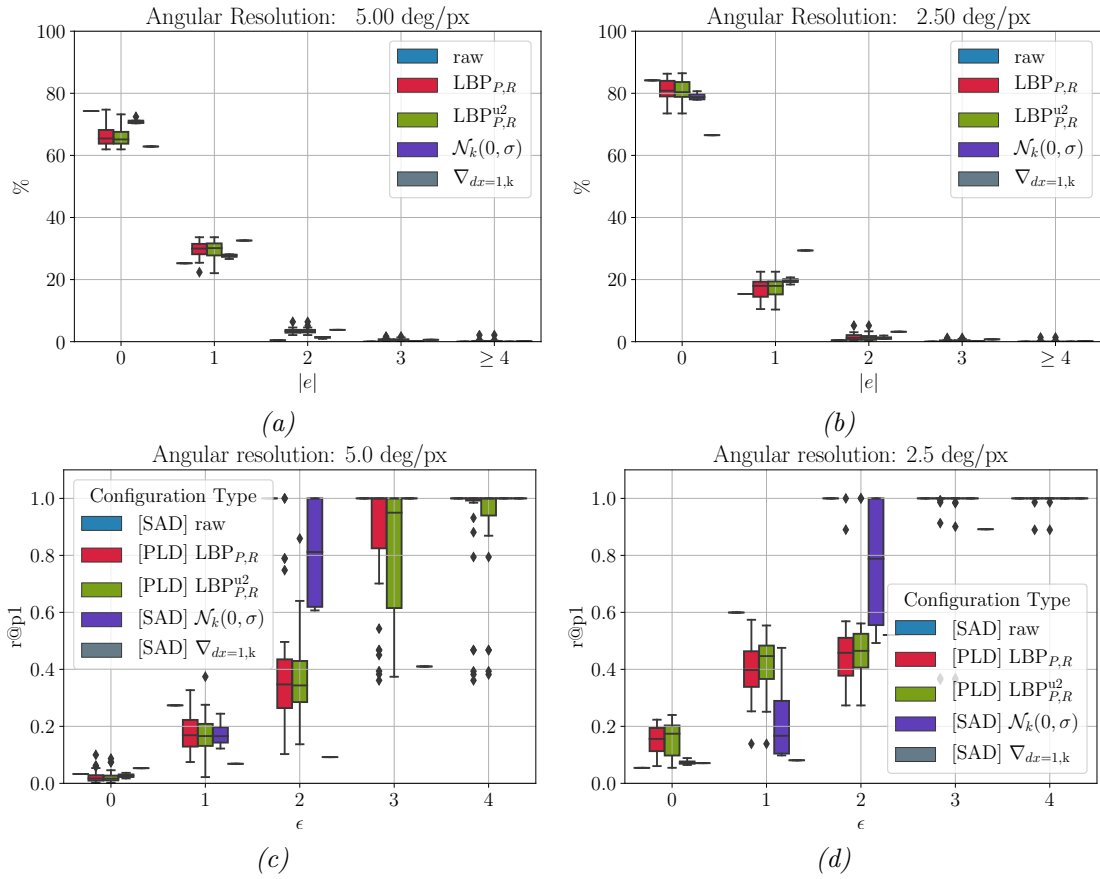 Angular Resolution: 5.00 deg/px
100
80
60
40
20
0
%
0 1 2 3 ≥ 4
|e|
raw
LBP_{P,R}
LBP^{u2}_{P,R}
𝒩_k(0, σ)
∇_{dx=1,k}
(a)
Angular Resolution: 2.50 deg/px
100
80
60
40
20
0
%
0 1 2 3 ≥ 4
|e|
raw
LBP_{P,R}
LBP^{u2}_{P,R}
𝒩_k(0, σ)
∇_{dx=1,k}
(b)
Angular resolution: 5.0 deg/px
1.0
0.8
0.6
0.4
0.2
0.0
r@p1
0 1 2 3 4
ϵ
Configuration Type
[SAD] raw
[PLD] LBP_{P,R}
[PLD] LBP^{u2}_{P,R}
[SAD] 𝒩_k(0, σ)
[SAD] ∇_{dx=1,k}
(c)
Angular resolution: 2.5 deg/px
1.0
0.8
0.6
0.4
0.2
0.0
r@p1
0 1 2 3 4
ϵ
Configuration Type
[SAD] raw
[PLD] LBP_{P,R}
[PLD] LBP^{u2}_{P,R}
[SAD] 𝒩_k(0, σ)
[SAD] ∇_{dx=1,k}
(d)